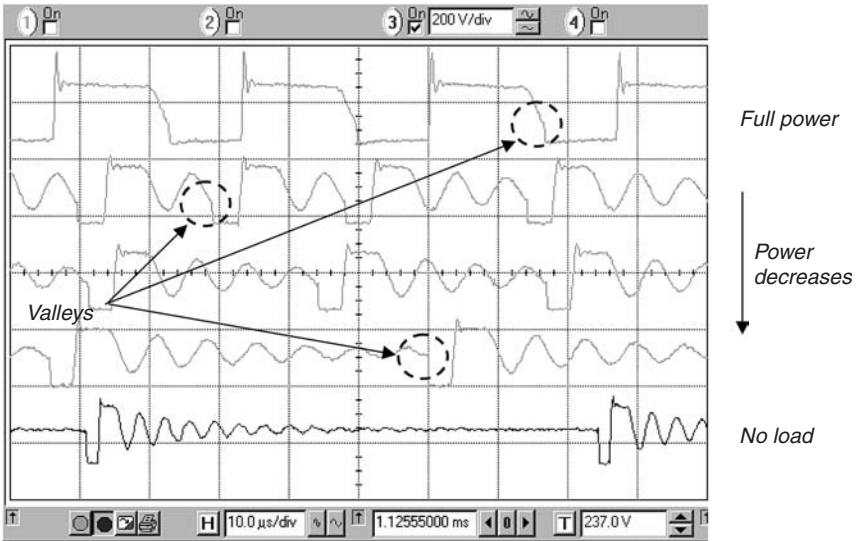 1 On 2 On 3 On 200 V/div 4 On
Full power
Power
decreases
Valleys
No load
H 10.0 µs/div 1.12555000 ms 0 T 237.0 V